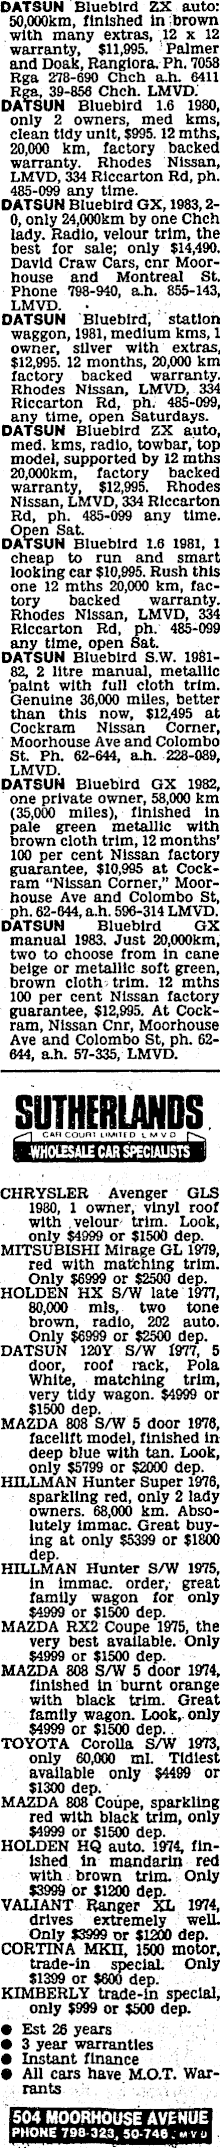 DATSUN Bluebird ZX auto:
50,000km, finished in brown
with many extras, 12 x 12
warranty, $11,995. Palmer
and Doak, Rangiora. Ph, 7058
Rga 278-690 Chch a.h. 6411
Rga, 39-856 Chch. LMVD.
DATSUN Bluebird 1.6 1980,
only 2 owners, med kms,
clean tidy unit, $995. 12 mths,
20,000 km, factory backed
warranty. Rhodes Nissan,
LMVD, 334 Riccarton Rd, ph.
485-099 any time.
DATSUN Bluebird GX, 1983, 2-
0, only 24,000km by one Chch
lady. Radio, velour trim, the
best for sale; only $14,490.
David Craw Cars, cnr Moor-
house and Montreal St.
Phone 798-940, a.h. 855-143,
LMVD.
DATSUN Bluebird, station
waggon, 1981, medium kms, 1
owner, silver with extras,
$12,995. 12 months, 20,000 km
factory backed warranty.
Rhodes Nissan, LMVD, 334
Riccarton Rd, ph. 485-099,
any time, open Saturdays.
DATSUN Bluebird ZX auto,
med. kms, radio, towbar, top
model, supported by 12 mths
20,000km, factory backed
warranty, $12,995. Rhodes
Nissan, LMVD, 334 Riccarton
Rd, ph. 485-099 any time.
Open Sat.
DATSUN Bluebird 1.6 1981, 1
cheap to run and smart
looking car $10,995. Rush this
one 12 mths 20,000 km, fac-
tory backed warranty.
Rhodes Nissan, LMVD, 334
Riccarton Rd, ph. 485-099
any time, open Sat.
DATSUN Bluebird S.W. 1981-
82, 2 litre manual, metallic
paint with full cloth trim.
Genuine 36,000 miles, better
than this now, $12,495 at
Cockram Nissan Corner,
Moorhouse Ave and Colombo
St. Ph. 62-644, a.h. 228-089,
LMVD.
DATSUN Bluebird GX 1982,
one private owner, 58,000 km
(35,000 miles), finished in
pale green metallic with
brown cloth trim, 12 months'
100 per cent Nissan factory
guarantee, $10,995 at Cock-
ram "Nissan Corner," Moor-
house Ave and Colombo St,
ph. 62-644, a.h. 596-314 LMVD.
DATSUN Bluebird GX
manual 1983. Just 20,000km,
two to choose from in cane
beige or metallic soft green,
brown cloth trim. 12 mths
100 per cent Nissan factory
guarantee, $12,995. At Cock-
ram, Nissan Cnr, Moorhouse
Ave and Colombo St, ph. 62-
644, a.h. 57-335, LMVD.
SUTHERLANDS
CAR COURT LIMITED L M V D
WHOLESALE CAR SPECIALISTS
CHRYSLER Avenger GLS
1980, 1 owner, vinyl roof
with velour trim. Look,
only $4999 or $1500 dep.
MITSUBISHI Mirage GL 1979,
red with matching trim.
Only $6999 or $2500 dep.
HOLDEN HX S/W late 1977,
80,000 mls, two tone
brown, radio, 202 auto.
Only $6999 or $2500 dep.
DATSUN 120Y S/W 1977, 5
door, roof rack, Pola
White, matching trim,
very tidy wagon. $4999 or
$1500 dep.
MAZDA 808 S/W 5 door 1976,
facelift model, finished in
deep blue with tan. Look,
only $5799 or $2000 dep.
HILLMAN Hunter Super 1976,
sparkling red, only 2 lady
owners. 68,000 km. Abso-
lutely immac. Great buy-
ing at only $5399 or $1800
dep.
HILLMAN Hunter S/W 1975,
in immac. order, great
family wagon for only
$4999 or $1500 dep.
MAZDA RX2 Coupe 1975, the
very best available. Only
$4999 or $1500 dep.
MAZDA 808 S/W 5 door 1974,
finished in burnt orange
with black trim. Great
family wagon. Look, only
$4999 or $1500 dep.
TOYOTA Corolla S/W 1973,
only 60,000 ml. Tidiest
available only $4499 or
$1300 dep.
MAZDA 808 Coupe, sparkling
red with black trim, only
$4999 or $1500 dep.
HOLDEN HQ auto. 1974, fin-
ished in mandarin red
with brown trim. Only
$3999 or $1200 dep.
VALIANT Ranger XL 1974,
drives extremely well.
Only $3999 or $1200 dep.
CORTINA MKII, 1500 motor,
trade-in special. Only
$1399 or $600 dep.
KIMBERLY trade-in special,
only $999 or $500 dep.
● Est 26 years
● 3 year warranties
● Instant finance
● All cars have M.O.T. War-
rants
504 MOORHOUSE AVENUE
PHONE 798-323, 50-746. L M V D